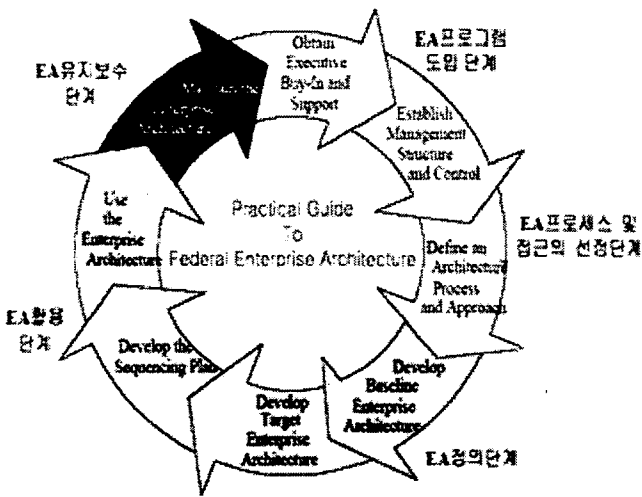 EA프로그램
도입 단계
Obtain
Executive
Buy-In and
Support
Establish
Management
Structure
and Control
EA프로세스 및
접근의 선정단계
Define an
Architecture
Process
and Approach
Develop
Baseline
Enterprise
Architecture
EA정의단계
Develop
Target
Enterprise
Architecture
Develop the
Sequencing Plan
EA활용
단계
Use
the
Enterprise
Architecture
EA유지보수
단계
Enterprise
Architecture
Practical Guide
To
Federal Enterprise Architecture